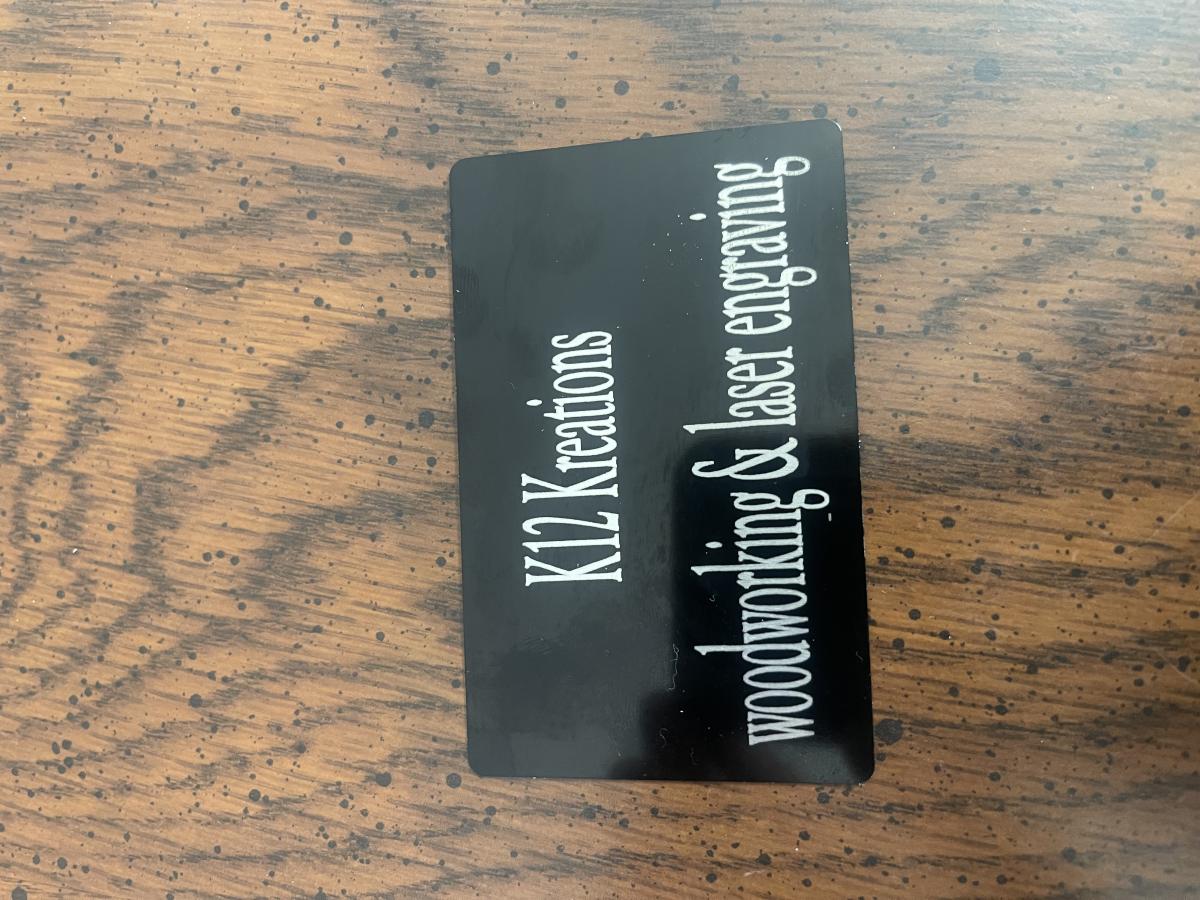 K12 Kreations
woodworking & laser engraving